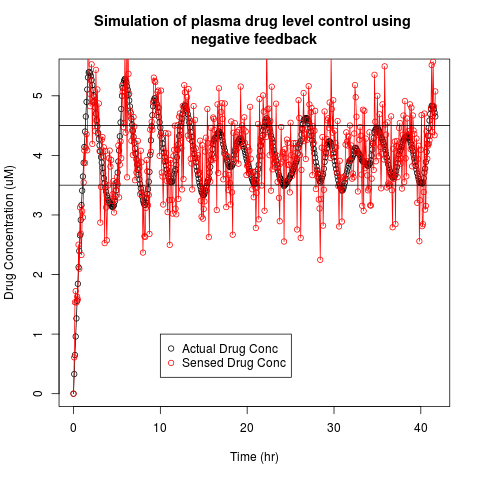 Simulation of plasma drug level control using
negative feedback
Drug Concentration (uM)
5
4
3
2
1
0
Actual Drug Conc
Sensed Drug Conc
0 10 20 30 40
Time (hr)